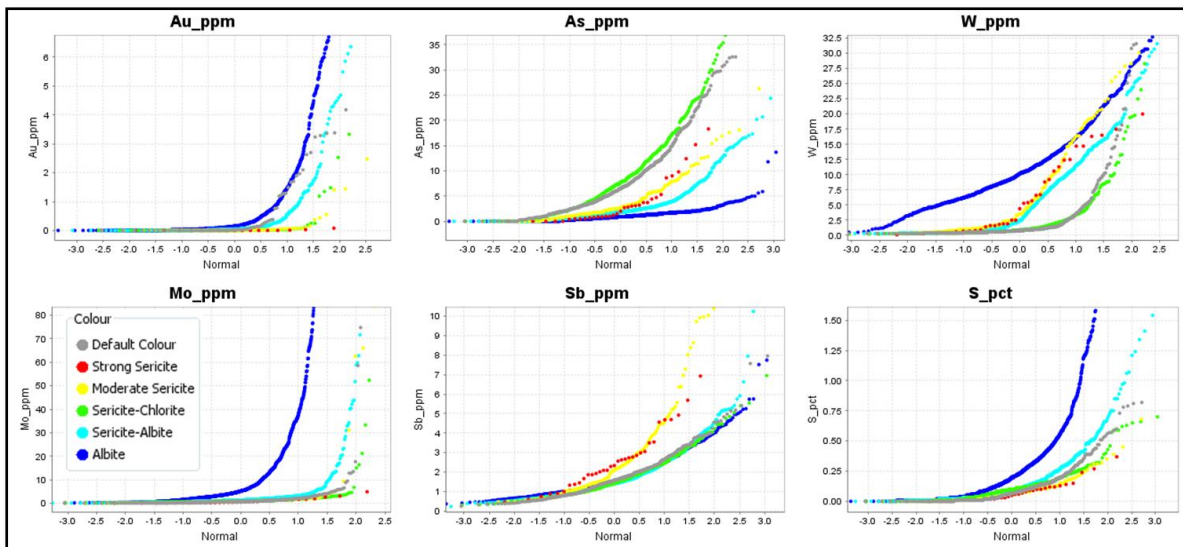 Au_ppm
Au_ppm
6
5
4
3
2
1
0
-3.0 -2.5 -2.0 -1.5 -1.0 -0.5 0.0 0.5 1.0 1.5 2.0 2.5
Normal
As_ppm
As_ppm
35
30
25
20
15
10
5
0
-3.0 -2.5 -2.0 -1.5 -1.0 -0.5 0.0 0.5 1.0 1.5 2.0 2.5 3.0
Normal
W_ppm
W_ppm
32.5
30.0
27.5
25.0
22.5
20.0
17.5
15.0
12.5
10.0
7.5
5.0
2.5
0.0
-3.0 -2.5 -2.0 -1.5 -1.0 -0.5 0.0 0.5 1.0 1.5 2.0 2.5
Normal
Mo_ppm
Mo_ppm
80
70
60
50
40
30
20
10
0
Colour
Default Colour
Strong Sericite
Moderate Sericite
Sericite-Chlorite
Sericite-Albite
Albite
-3.0 -2.5 -2.0 -1.5 -1.0 -0.5 0.0 0.5 1.0 1.5 2.0 2.5
Normal
Sb_ppm
Sb_ppm
10
9
8
7
6
5
4
3
2
1
0
-3.0 -2.5 -2.0 -1.5 -1.0 -0.5 0.0 0.5 1.0 1.5 2.0 2.5 3.0
Normal
S_pct
S_pct
1.50
1.25
1.00
0.75
0.50
0.25
0.00
-3.0 -2.5 -2.0 -1.5 -1.0 -0.5 0.0 0.5 1.0 1.5 2.0 2.5 3.0
Normal